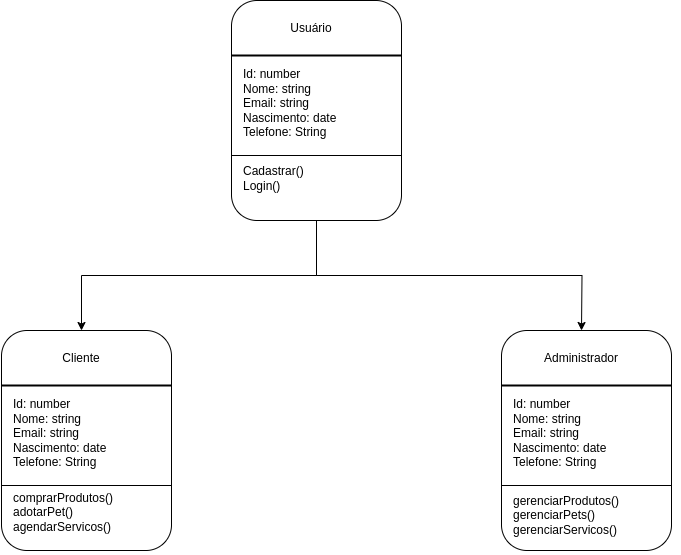 Usuário
Id: number
Nome: string
Email: string
Nascimento: date
Telefone: String
Cadastrar()
Login()
Cliente
Id: number
Nome: string
Email: string
Nascimento: date
Telefone: String
comprarProdutos()
adotarPet()
agendarServicos()
Administrador
Id: number
Nome: string
Email: string
Nascimento: date
Telefone: String
gerenciarProdutos()
gerenciarPets()
gerenciarServicos()